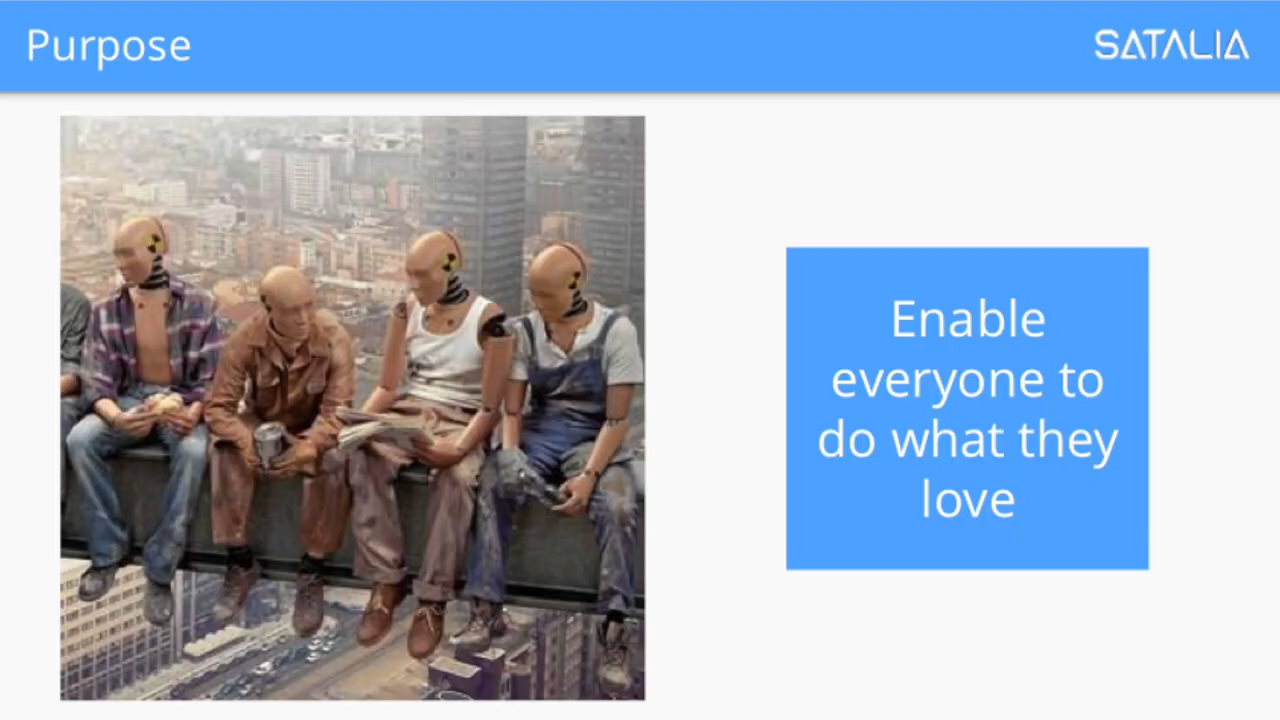 Purpose
SATALIA
Enable
everyone to
do what they
love